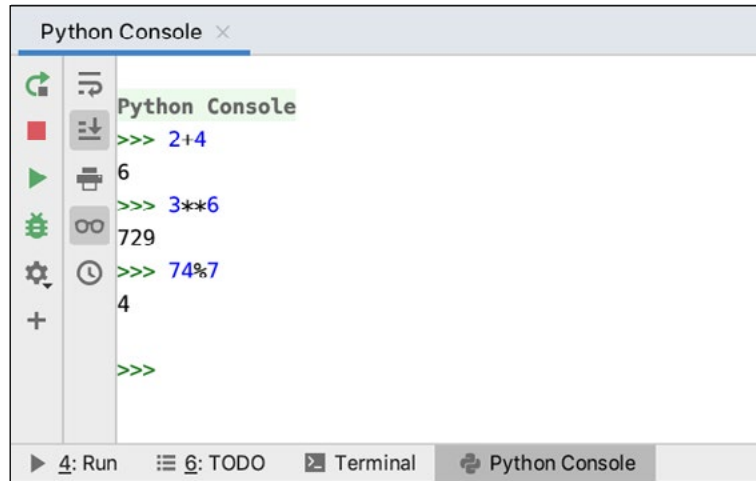 Python Console ×
Python Console
>>> 2+4
6
>>> 3**6
729
>>> 74%7
4
>>>
4: Run 6: TODO Terminal Python Console